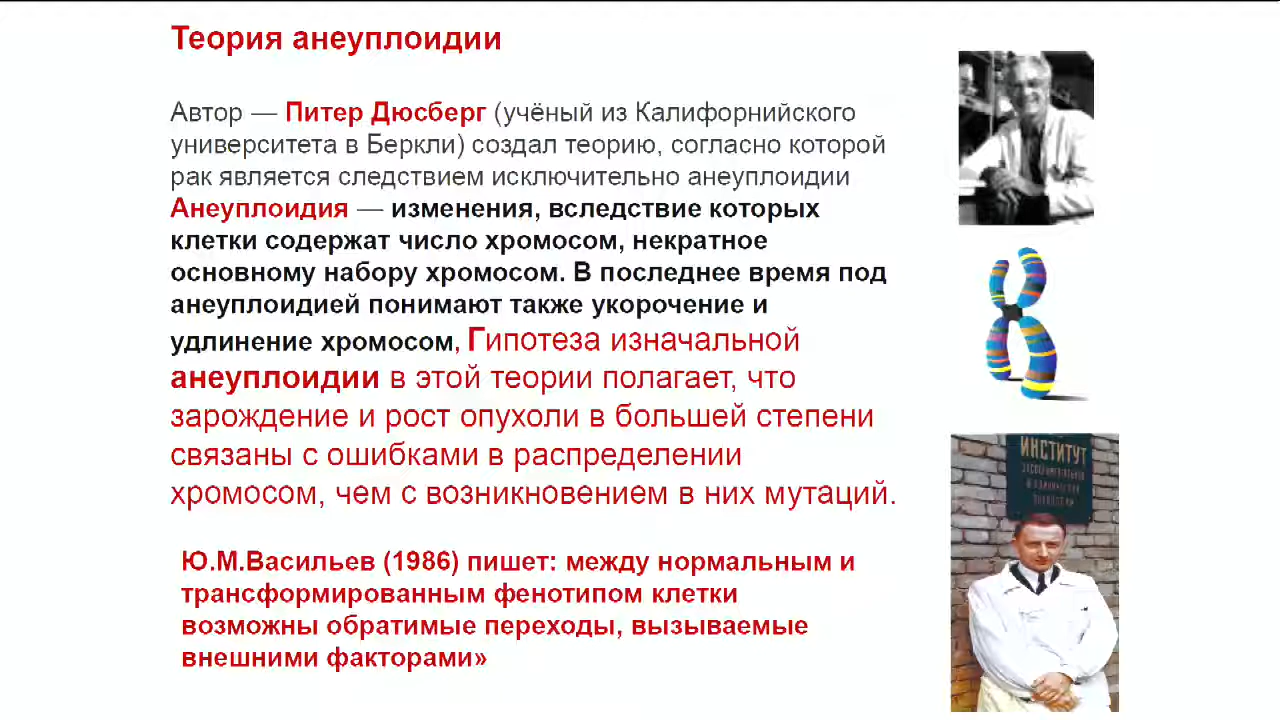 Теория анеуплоидии
Автор — Питер Дюсберг (учёный из Калифорнийского
университета в Беркли) создал теорию, согласно которой
рак является следствием исключительно анеуплоидии
Анеуплоидия — изменения, вследствие которых
клетки содержат число хромосом, некратное
основному набору хромосом. В последнее время под
анеуплоидией понимают также укорочение и
удлинение хромосом, Гипотеза изначальной
анеуплоидии в этой теории полагает, что
зарождение и рост опухоли в большей степени
связаны с ошибками в распределении
хромосом, чем с возникновением в них мутаций.
ИНСТИТУТ
Ю.М.Васильев (1986) пишет: между нормальным и
трансформированным фенотипом клетки
возможны обратимые переходы, вызываемые
внешними факторами»